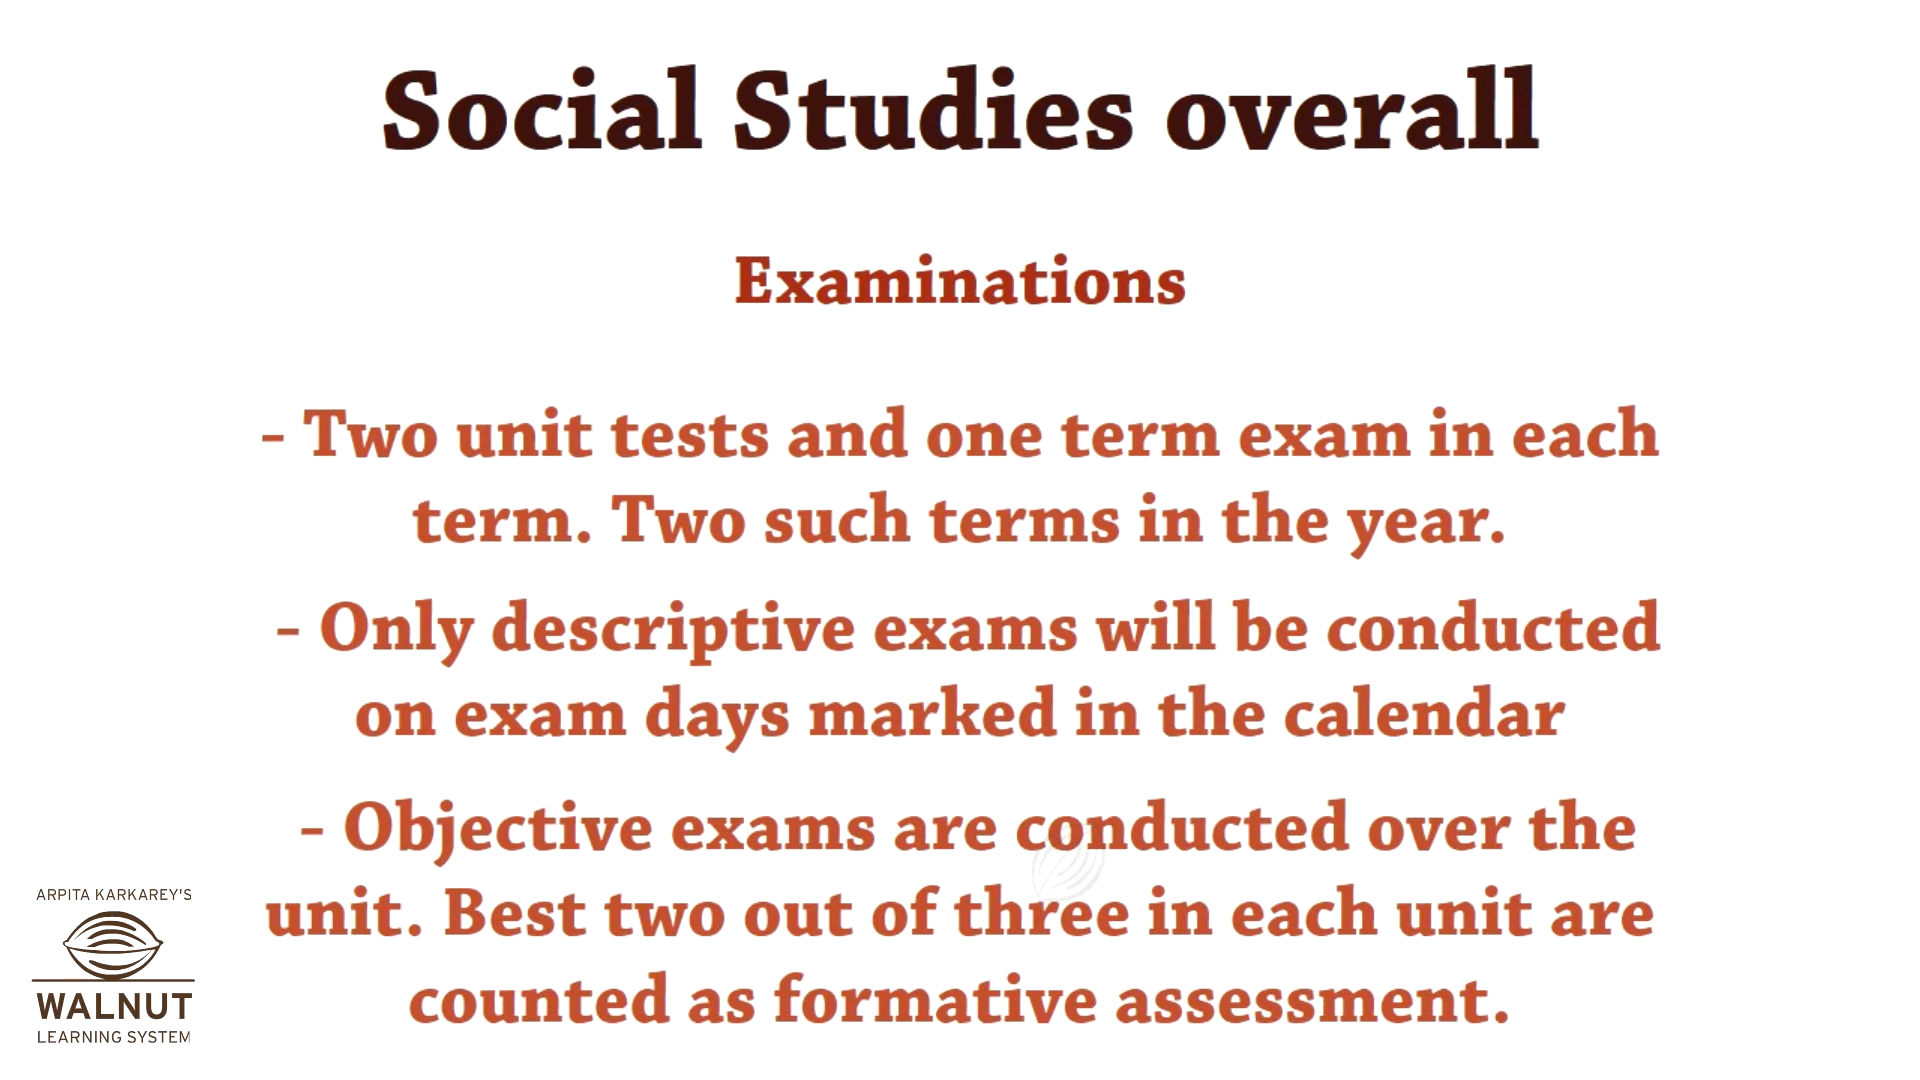 Social Studies overall
Examinations
- Two unit tests and one term exam in each
term. Two such terms in the year.
- Only descriptive exams will be conducted
on exam days marked in the calendar
- Objective exams are conducted over the
unit. Best two out of three in each unit are
counted as formative assessment.
ARPITA KARKAREY'S
WALNUT
LEARNING SYSTEM